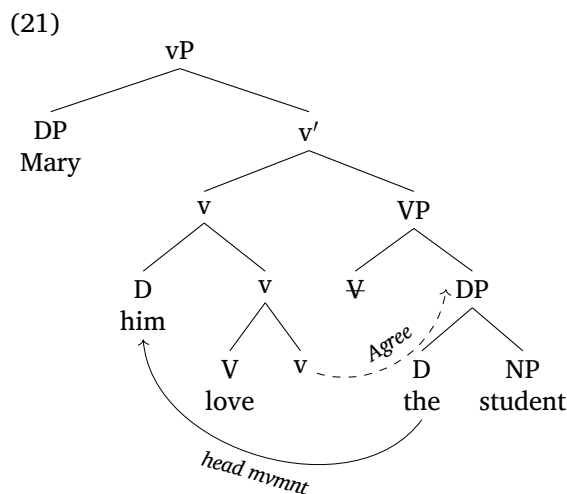 (21)
vP
DP
Mary
v′
v
VP
D
him
v
V
DP
Agree
V
love
v
D
the
NP
student
head mvmnt